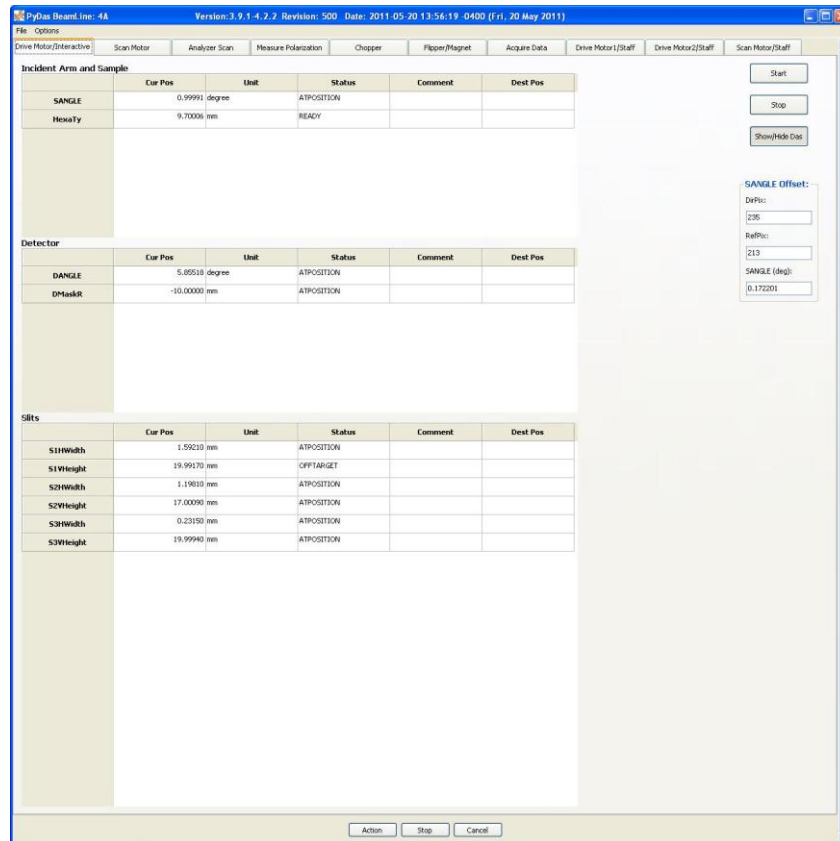 PyDas BeamLine: 4A Version:3.9.1-4.2.2 Revision: 500 Date: 2011-05-20 13:56:19 -0400 (Fri, 20 May 2011)
File Options
Drive Motor/Interactive Scan Motor Analyzer Scan Measure Polarization Chopper Flipper/Magnet Acquire Data Drive Motor1/Staff Drive Motor2/Staff Scan Motor/Staff
Incident Arm and Sample
Cur Pos Unit Status Comment Dest Pos
SANGLE 0.99991 degree ATPOSITION
HexaTy 9.70006 mm READY
Start
Stop
Show/Hide Das
SANGLE Offset:
DirPix:
235
RefPix:
213
SANGLE (deg):
0.172201
Detector
Cur Pos Unit Status Comment Dest Pos
DANGLE 5.85518 degree ATPOSITION
DMaskR -10.00000 mm ATPOSITION
Slits
Cur Pos Unit Status Comment Dest Pos
S1HWidth 1.59210 mm ATPOSITION
S1VHeight 19.99170 mm OFFTARGET
S2HWidth 1.19810 mm ATPOSITION
S2VHeight 17.00090 mm ATPOSITION
S3HWidth 0.23150 mm ATPOSITION
S3VHeight 19.99940 mm ATPOSITION
Action Stop Cancel